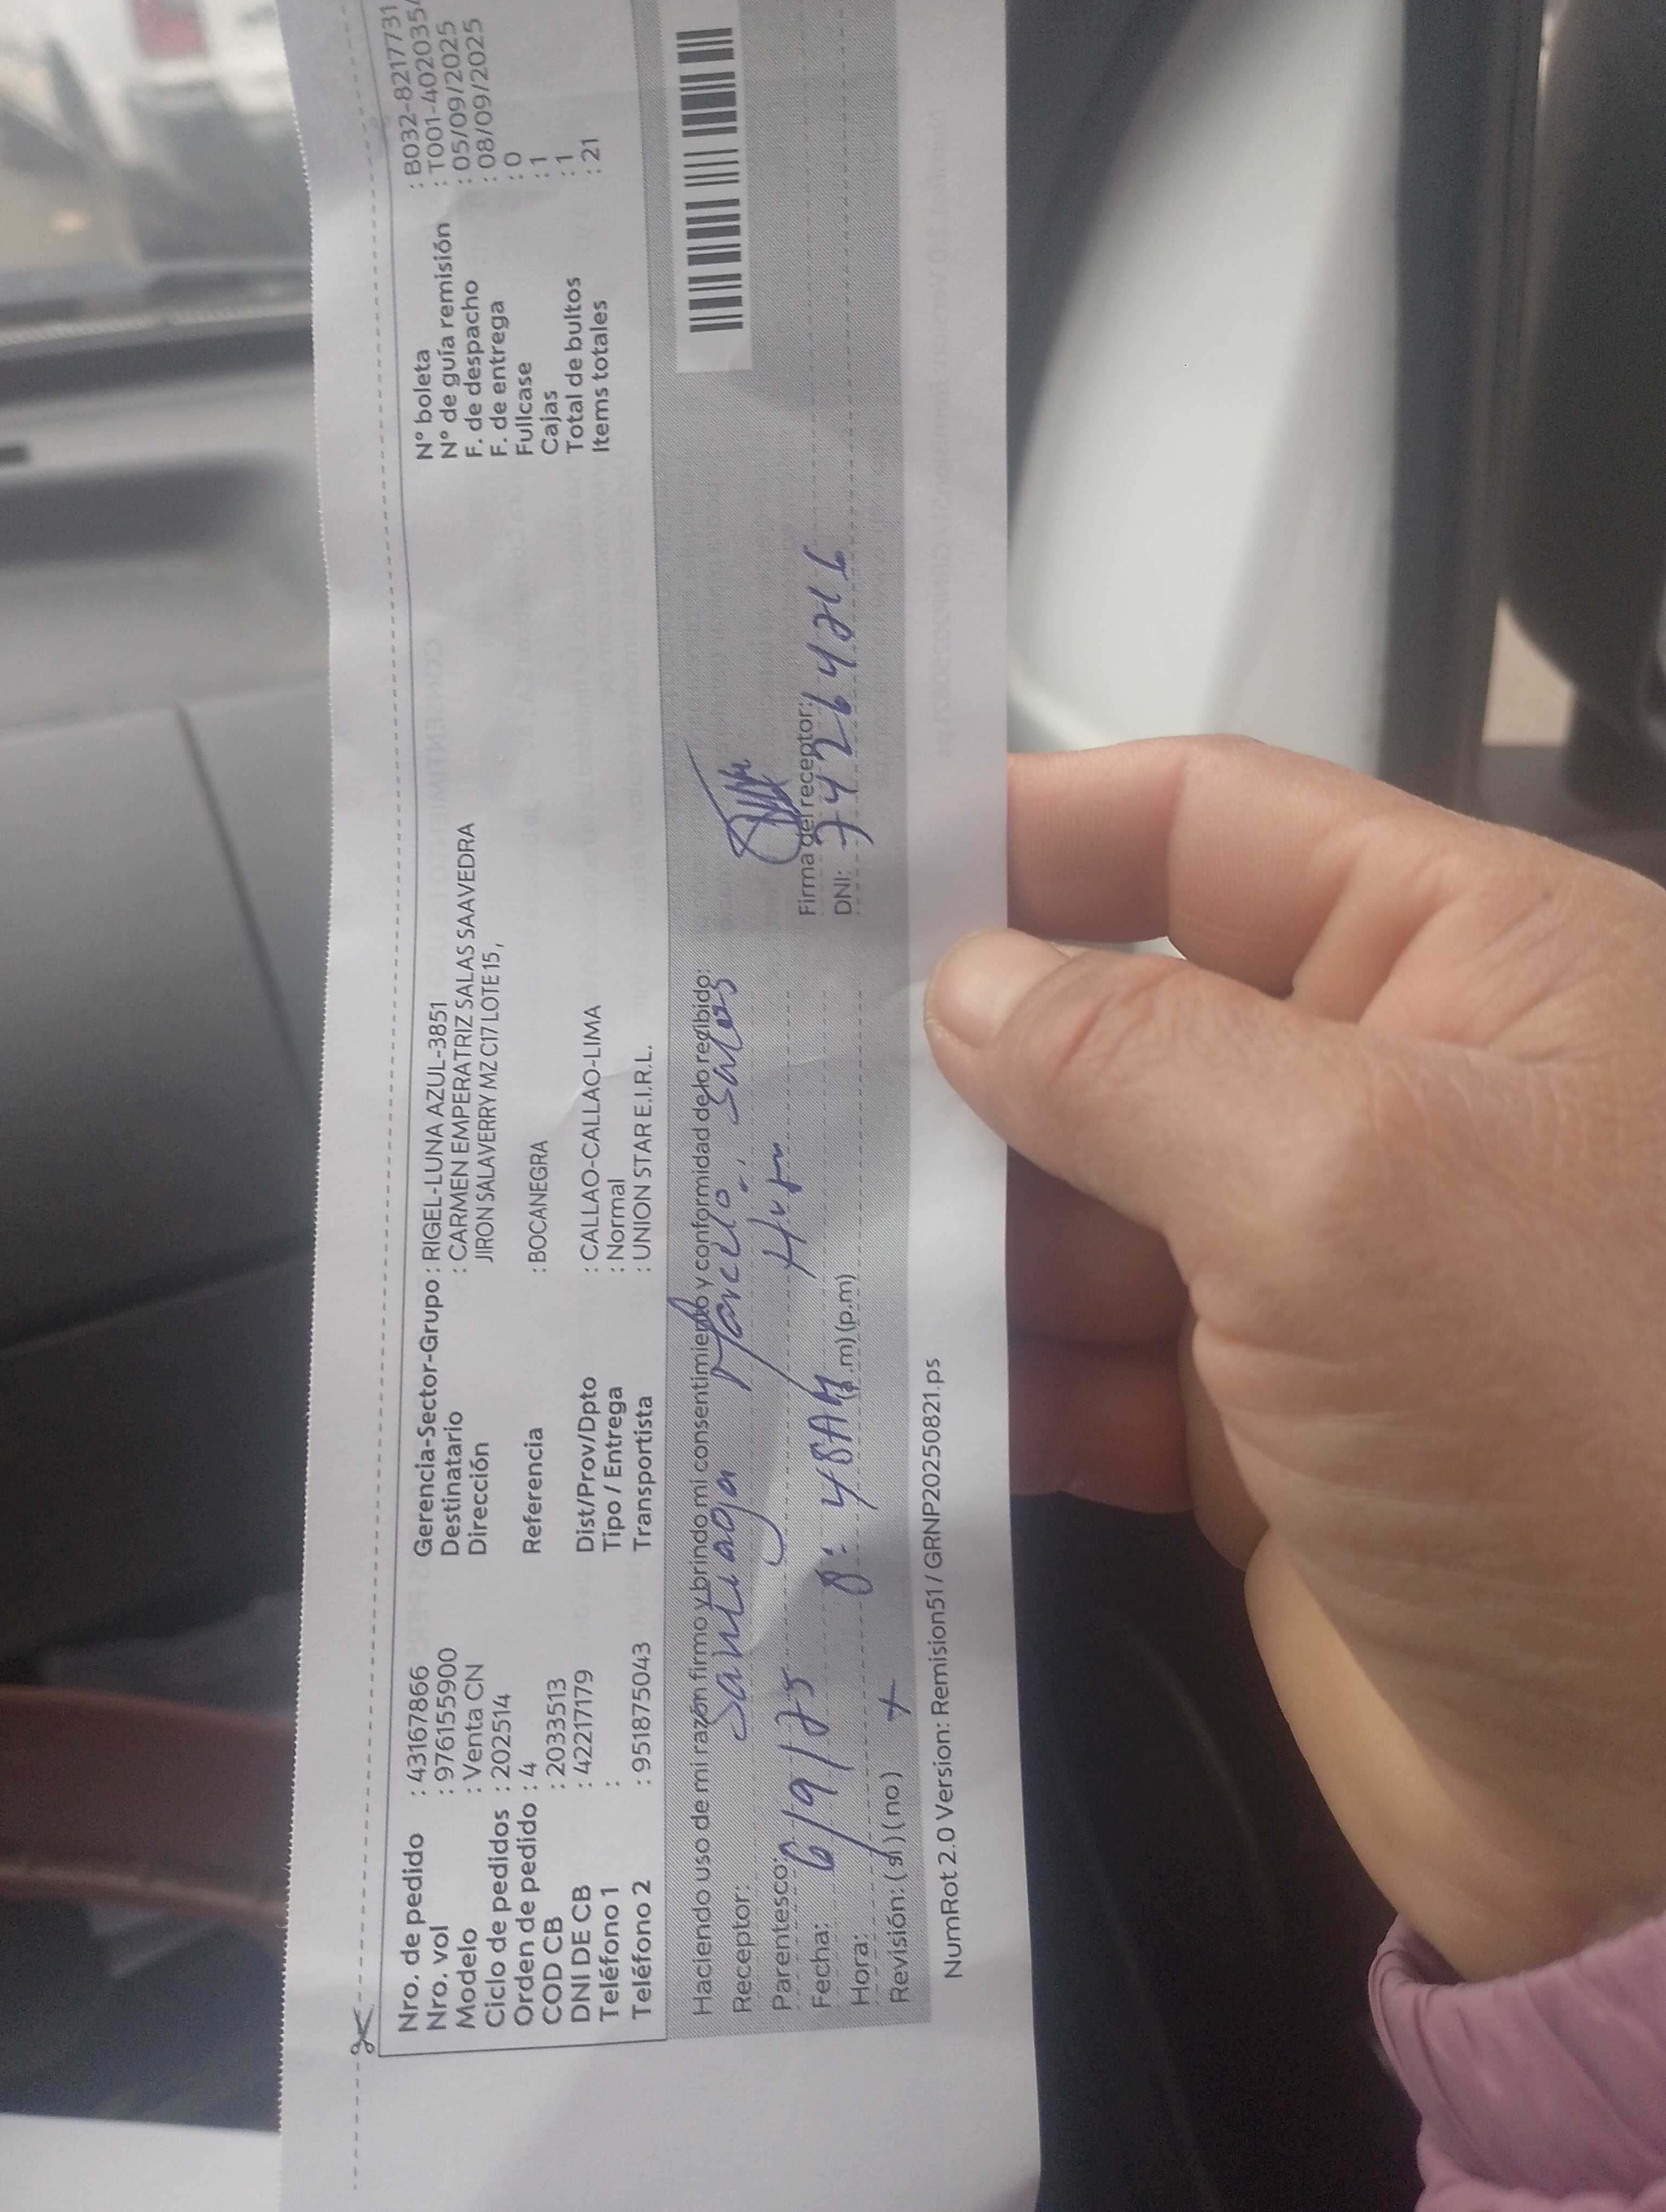 Nro. de pedido : 43167866
Nro. vol : 976155900
Modelo : Venta CN
Ciclo de pedidos : 202514
Orden de pedido : 4
COD CB : 2033513
DNI DE CB : 42217179
Teléfono 1 :
Teléfono 2 : 951875043
Gerencia-Sector-Grupo : RIGEL-LUNA AZUL-3851
Destinatario : CARMEN EMPERATRIZ SALAS SAAVEDRA
Dirección JIRON SALAVERRY MZ C17 LOTE 15,
Referencia : BOCANEGRA
Dist/Prov/Dpto : CALLAO-CALLAO-LIMA
Tipo / Entrega : Normal
Transportista : UNION STAR E.I.R.L.
N° boleta : B032-8217731
N° de guía remisión : T001-4020354
F. de despacho : 05/09/2025
F. de entrega : 08/09/2025
Fullcase : 0
Cajas : 1
Total de bultos : 1
Items totales : 21
Haciendo uso de mi razón firmo y brindo mi consentimiento y conformidad de lo recibido:
Receptor: Santiago Salas
Parentesco:
Fecha: 6/9/25
Hora: 8:48AM (a.m) (p.m)
Revisión: (si) (no) x
Firma del receptor:
DNI: 74264216
NumRot 2.0 Version: Remision51 / GRNP20250821.ps